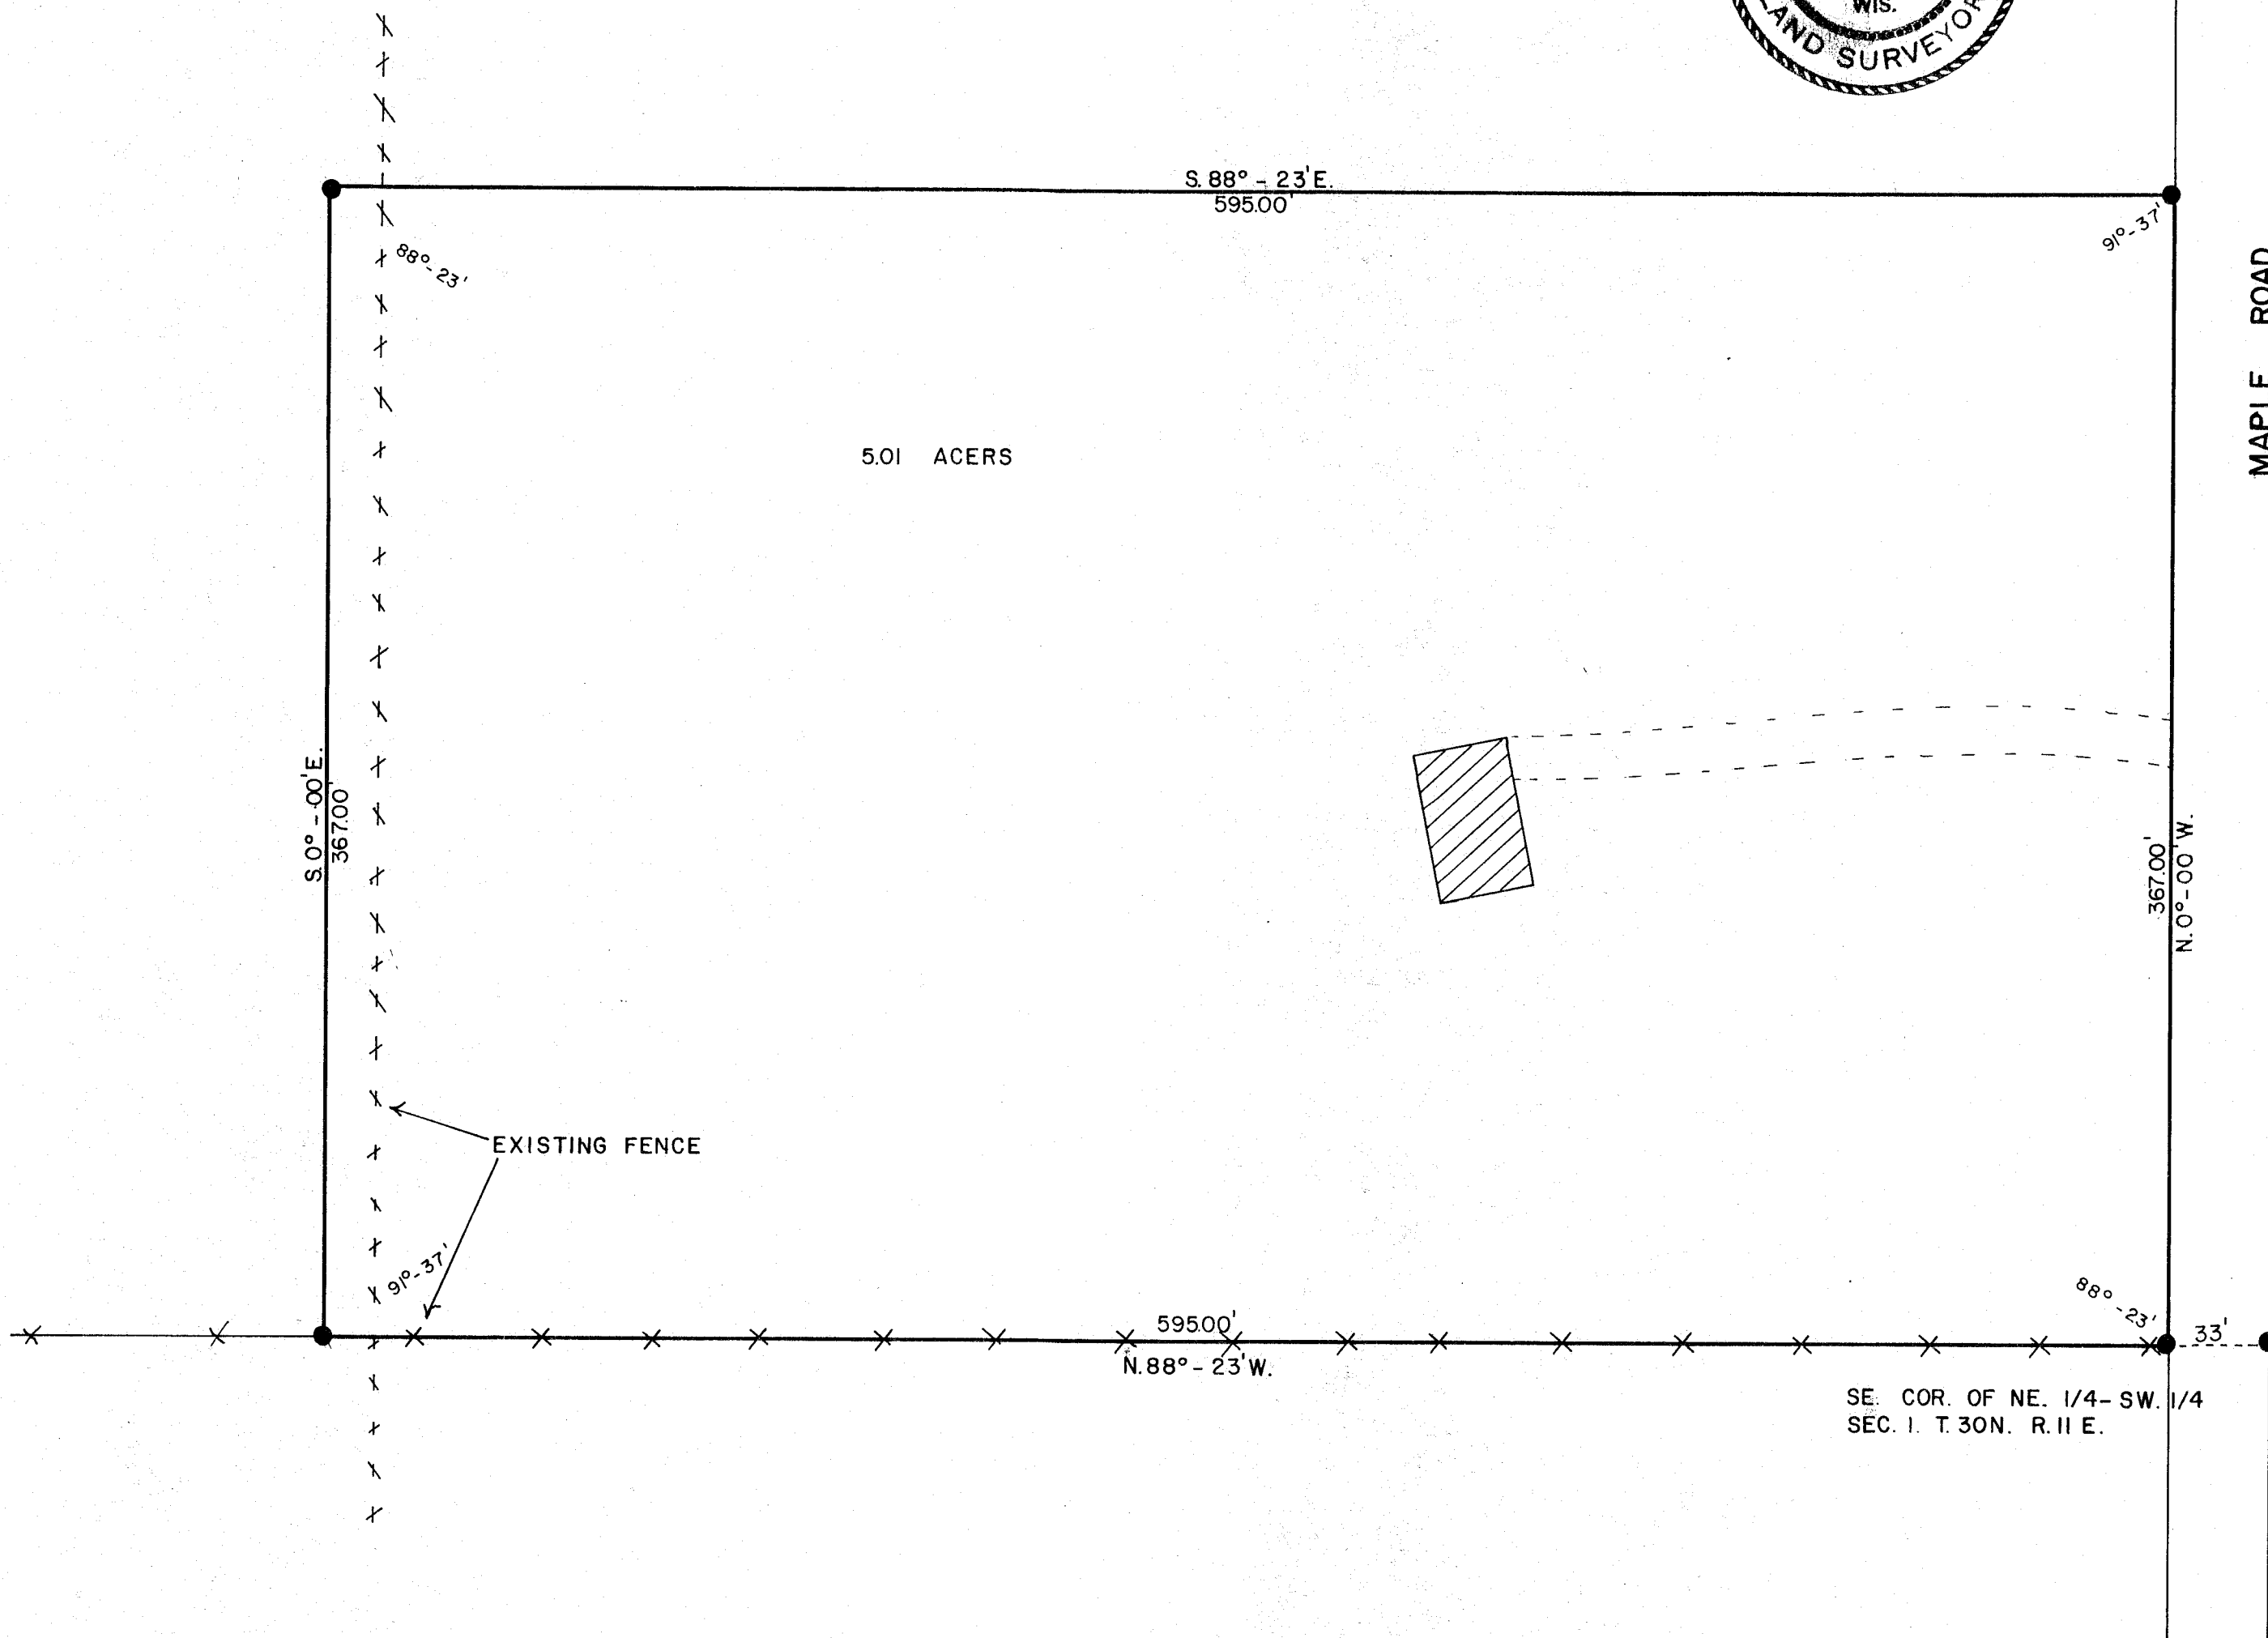 WIS.
LAND SURVEYOR
S. 88° - 23'E.
595.00'
91°-37'
88°-23'
MAPLE ROAD
5.01 ACERS
S. 0° - 00'E.
367.00'
367.00'
N. 0° - 00'W.
EXISTING FENCE
91°-37'
88°-23'
595.00'
33'
N. 88° - 23'W.
SE. COR. OF NE. 1/4- SW. 1/4
SEC. 1. T. 30N. R. 11 E.